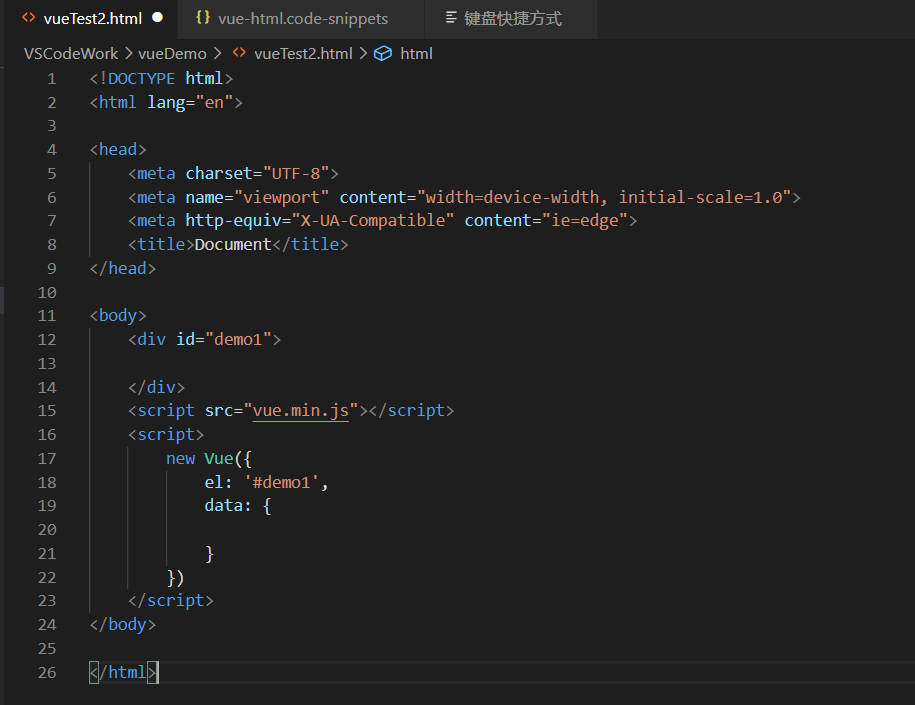 vueTest2.html vue-html.code-snippets 键盘快捷方式
VSCodeWork > vueDemo > vueTest2.html > html
1 <!DOCTYPE html>
2 <html lang="en">
3
4 <head>
5     <meta charset="UTF-8">
6     <meta name="viewport" content="width=device-width, initial-scale=1.0">
7     <meta http-equiv="X-UA-Compatible" content="ie=edge">
8     <title>Document</title>
9 </head>
10
11 <body>
12     <div id="demo1">
13
14     </div>
15     <script src="vue.min.js"></script>
16     <script>
17         new Vue({
18             el: '#demo1',
19             data: {
20
21             }
22         })
23     </script>
24 </body>
25
26 </html>